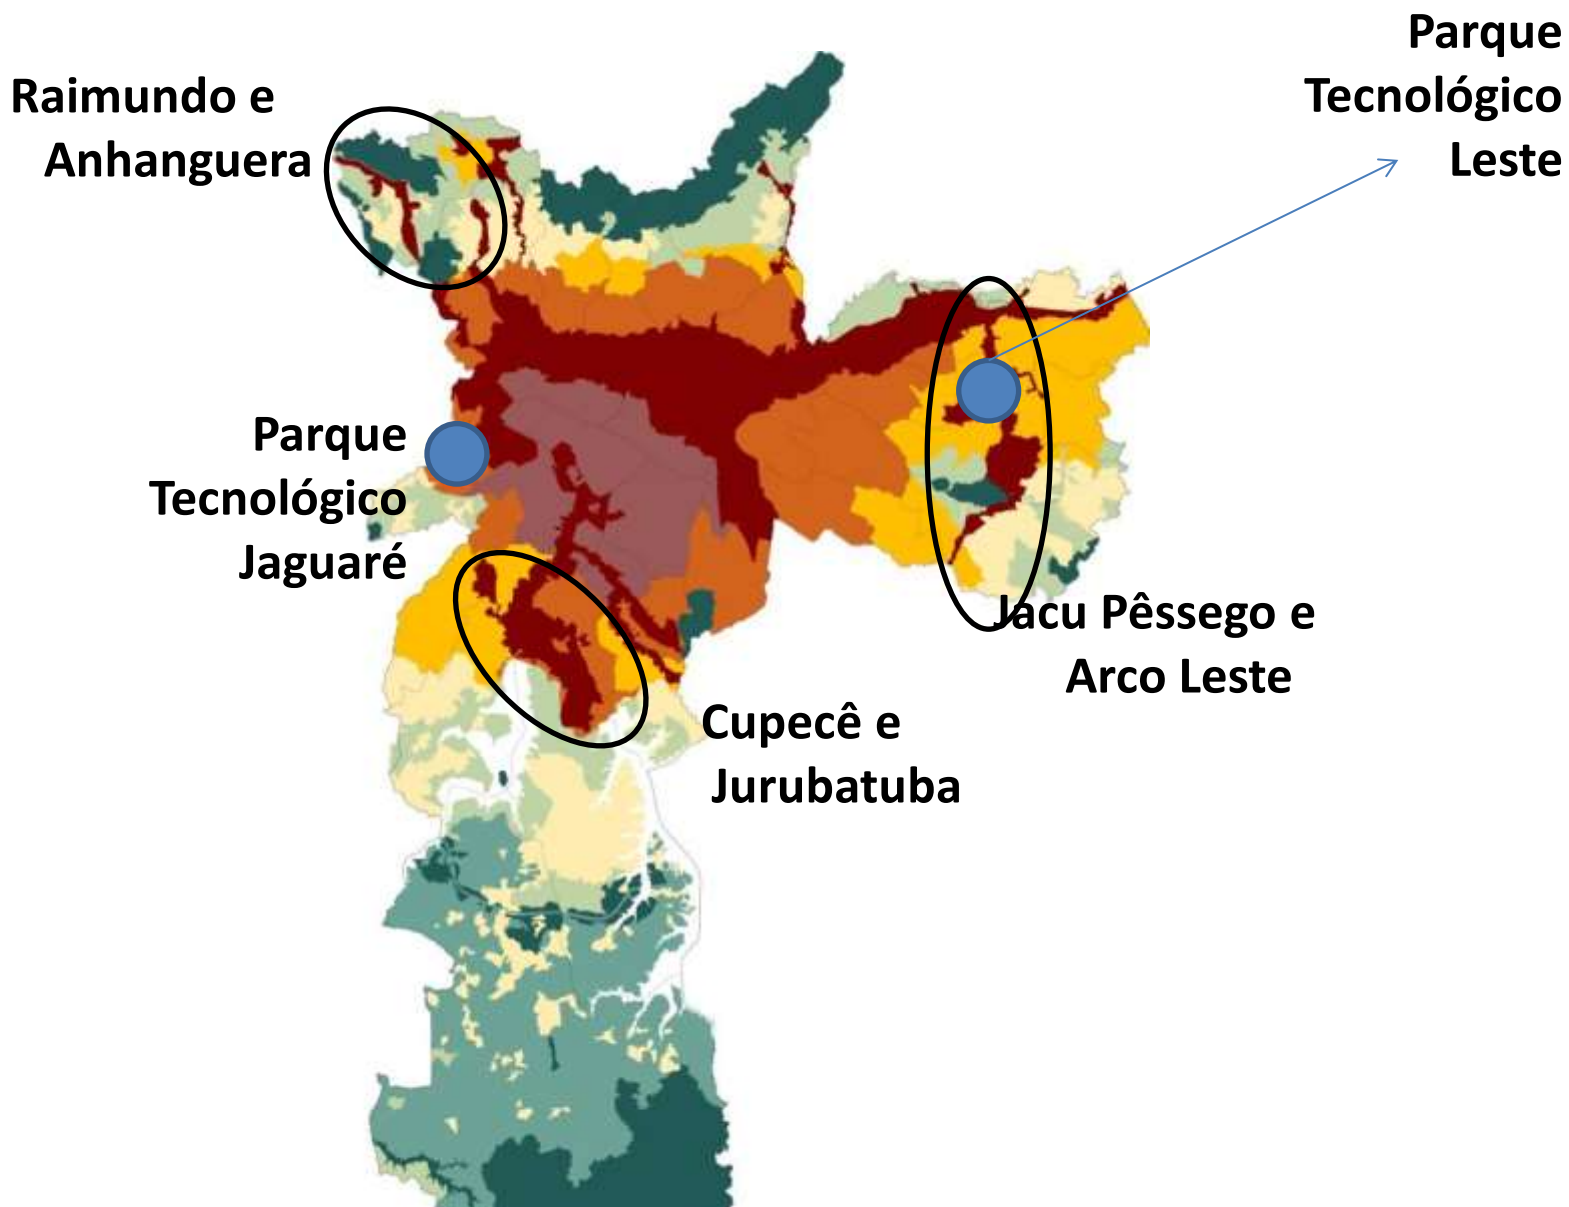 Parque
Tecnológico
Leste
Raimundo e
Anhanguera
Parque
Tecnológico
Jaguaré
Jacu Pêssego e
Arco Leste
Cupecê e
Jurubatuba